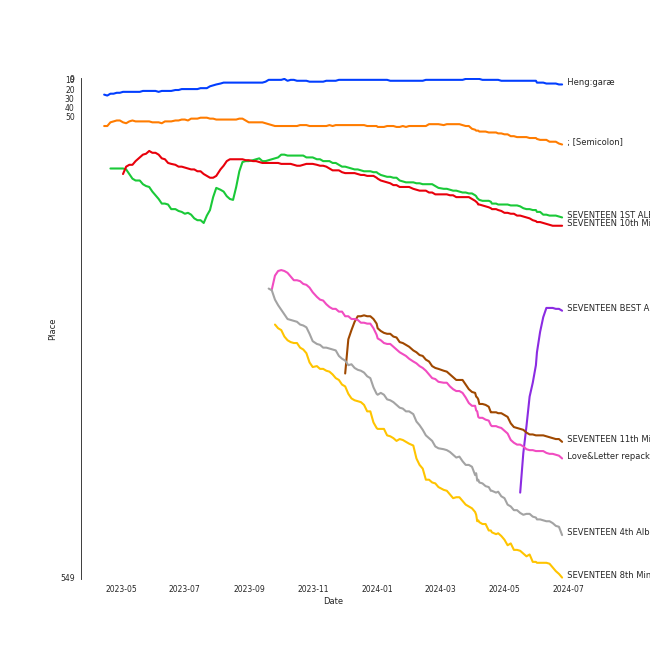 0
10
20
30
40
50
549
Place
2023-05
2023-07
2023-09
2023-11
2024-01
2024-03
2024-05
2024-07
Date
Heng:garæ
; [Semicolon]
SEVENTEEN 1ST AL
SEVENTEEN 10th Mi
SEVENTEEN BEST A
SEVENTEEN 11th Mi
Love&Letter repack
SEVENTEEN 4th Alb
SEVENTEEN 8th Min